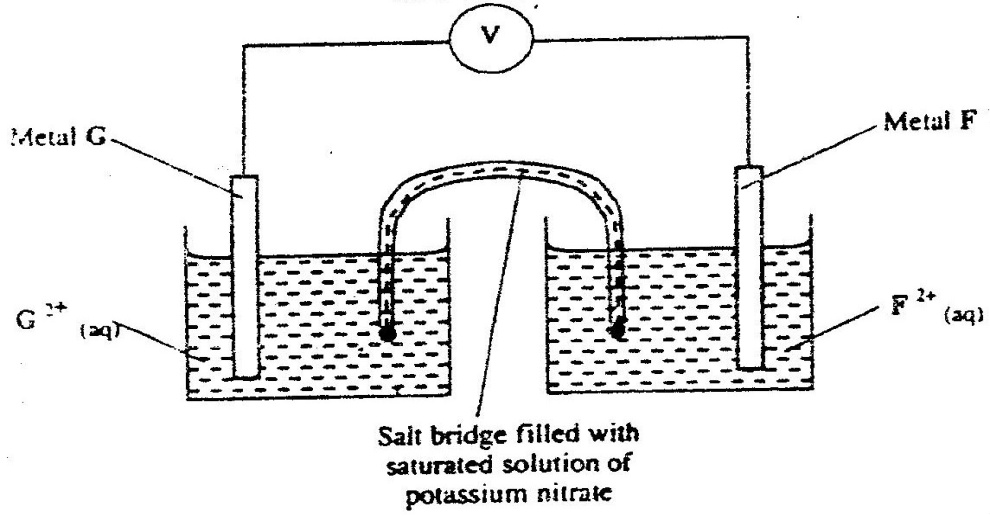 V
Metal G
Metal F
G 2+ (aq)
F 2+ (aq)
Salt bridge filled with
saturated solution of
potassium nitrate